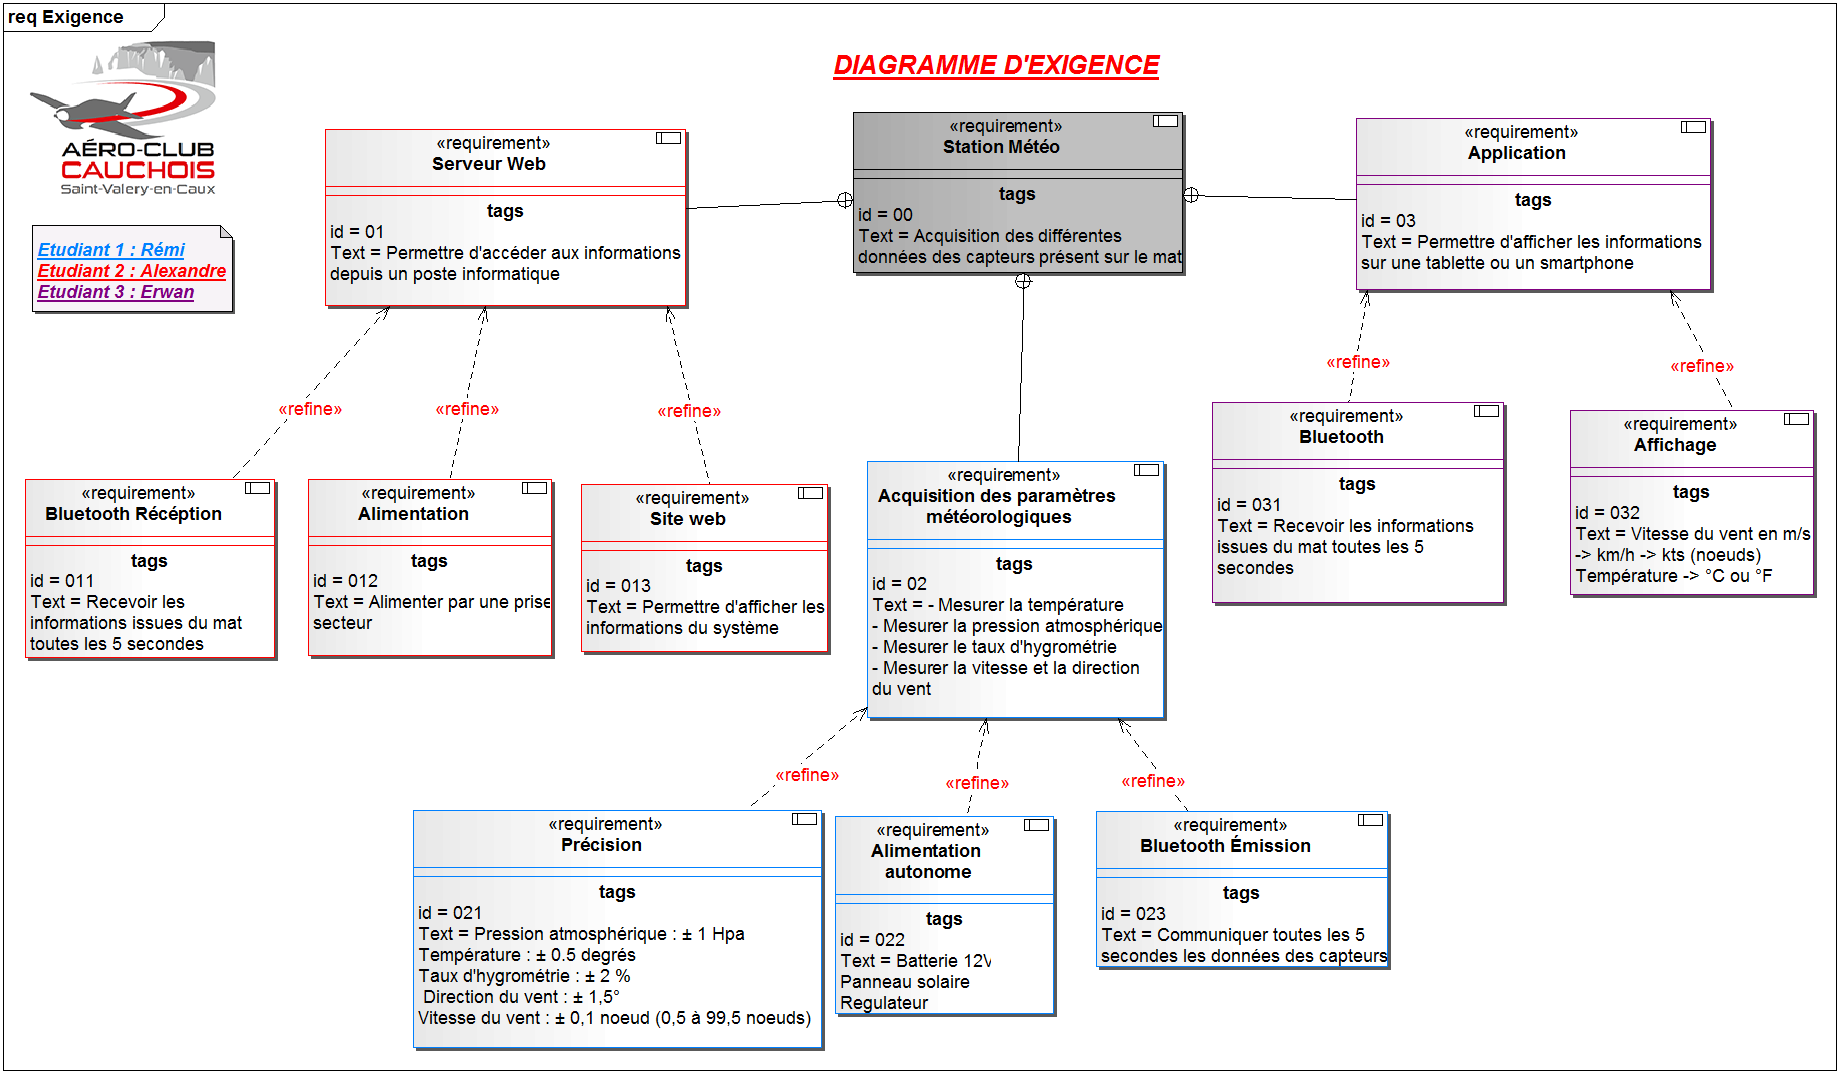 req Exigence
DIAGRAMME D'EXIGENCE
AÉRO-CLUB
CAUCHOIS
Saint-Valery-en-Caux
Etudiant 1 : Rémi
Etudiant 2 : Alexandre
Etudiant 3 : Erwan
«requirement»
Serveur Web
tags
id = 01
Text = Permettre d'accéder aux informations
depuis un poste informatique
«requirement»
Station Météo
tags
id = 00
Text = Acquisition des différentes
données des capteurs présent sur le mat
«requirement»
Application
tags
id = 03
Text = Permettre d'afficher les informations
sur une tablette ou un smartphone
«refine»
«refine»
«refine»
«refine»
«refine»
«requirement»
Bluetooth Récéption
tags
id = 011
Text = Recevoir les
informations issues du mat
toutes les 5 secondes
«requirement»
Alimentation
tags
id = 012
Text = Alimenter par une prise
secteur
«requirement»
Site web
tags
id = 013
Text = Permettre d'afficher les
informations du système
«requirement»
Acquisition des paramètres
météorologiques
tags
id = 02
Text = - Mesurer la température
- Mesurer la pression atmosphérique
- Mesurer le taux d'hygrométrie
- Mesurer la vitesse et la direction
du vent
«requirement»
Bluetooth
tags
id = 031
Text = Recevoir les informations
issues du mat toutes les 5
secondes
«requirement»
Affichage
tags
id = 032
Text = Vitesse du vent en m/s
-> km/h -> kts (noeuds)
Température -> °C ou °F
«refine»
«refine»
«refine»
«requirement»
Précision
tags
id = 021
Text = Pression atmosphérique : ± 1 Hpa
Température : ± 0.5 degrés
Taux d'hygrométrie : ± 2 %
Direction du vent : ± 1,5°
Vitesse du vent : ± 0,1 noeud (0,5 à 99,5 noeuds)
«requirement»
Alimentation
autonome
tags
id = 022
Text = Batterie 12V
Panneau solaire
Regulateur
«requirement»
Bluetooth Émission
tags
id = 023
Text = Communiquer toutes les 5
secondes les données des capteurs